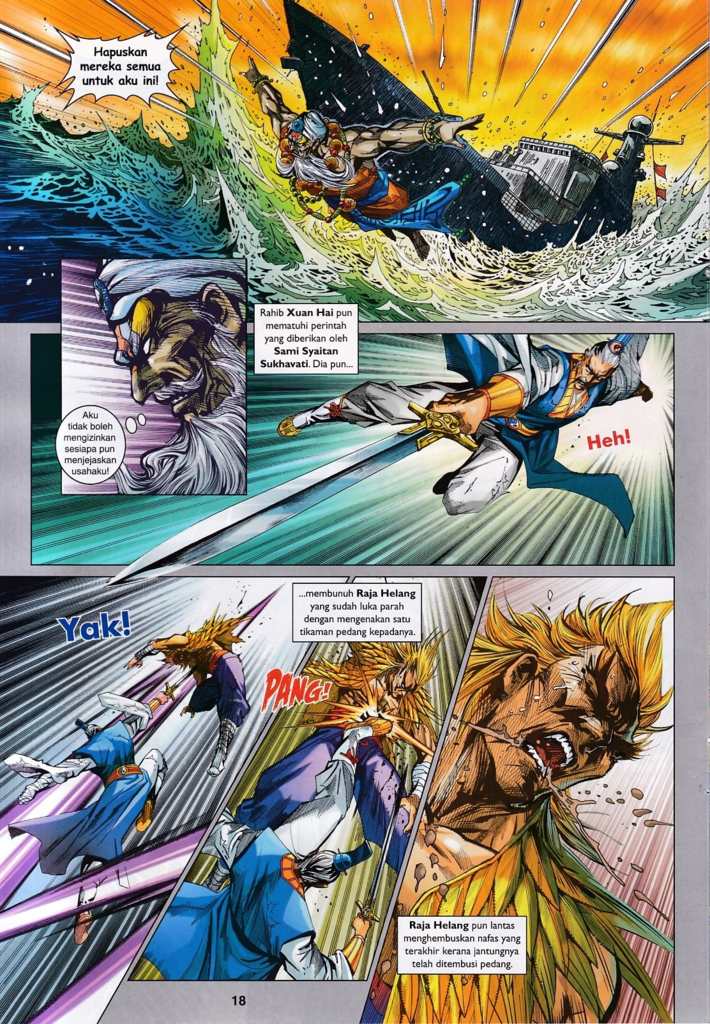 Hapuskan
mereka semua
untuk aku ini!
Aku
tidak boleh
mengizinkan
sesiapa pun
menjejaskan
usahaku!
Rahib Xuan Hai pun
mematuhi perintah
yang diberikan oleh
Sami Syaitan
Sukhavati. Dia pun...
Heh!
Yak!
...membunuh Raja Helang
yang sudah luka parah
dengan mengenakan satu
tikaman pedang kepadanya.
PANG!
Raja Helang pun lantas
menghembuskan nafas yang
terakhir kerana jantungnya
telah ditembusi pedang.
18